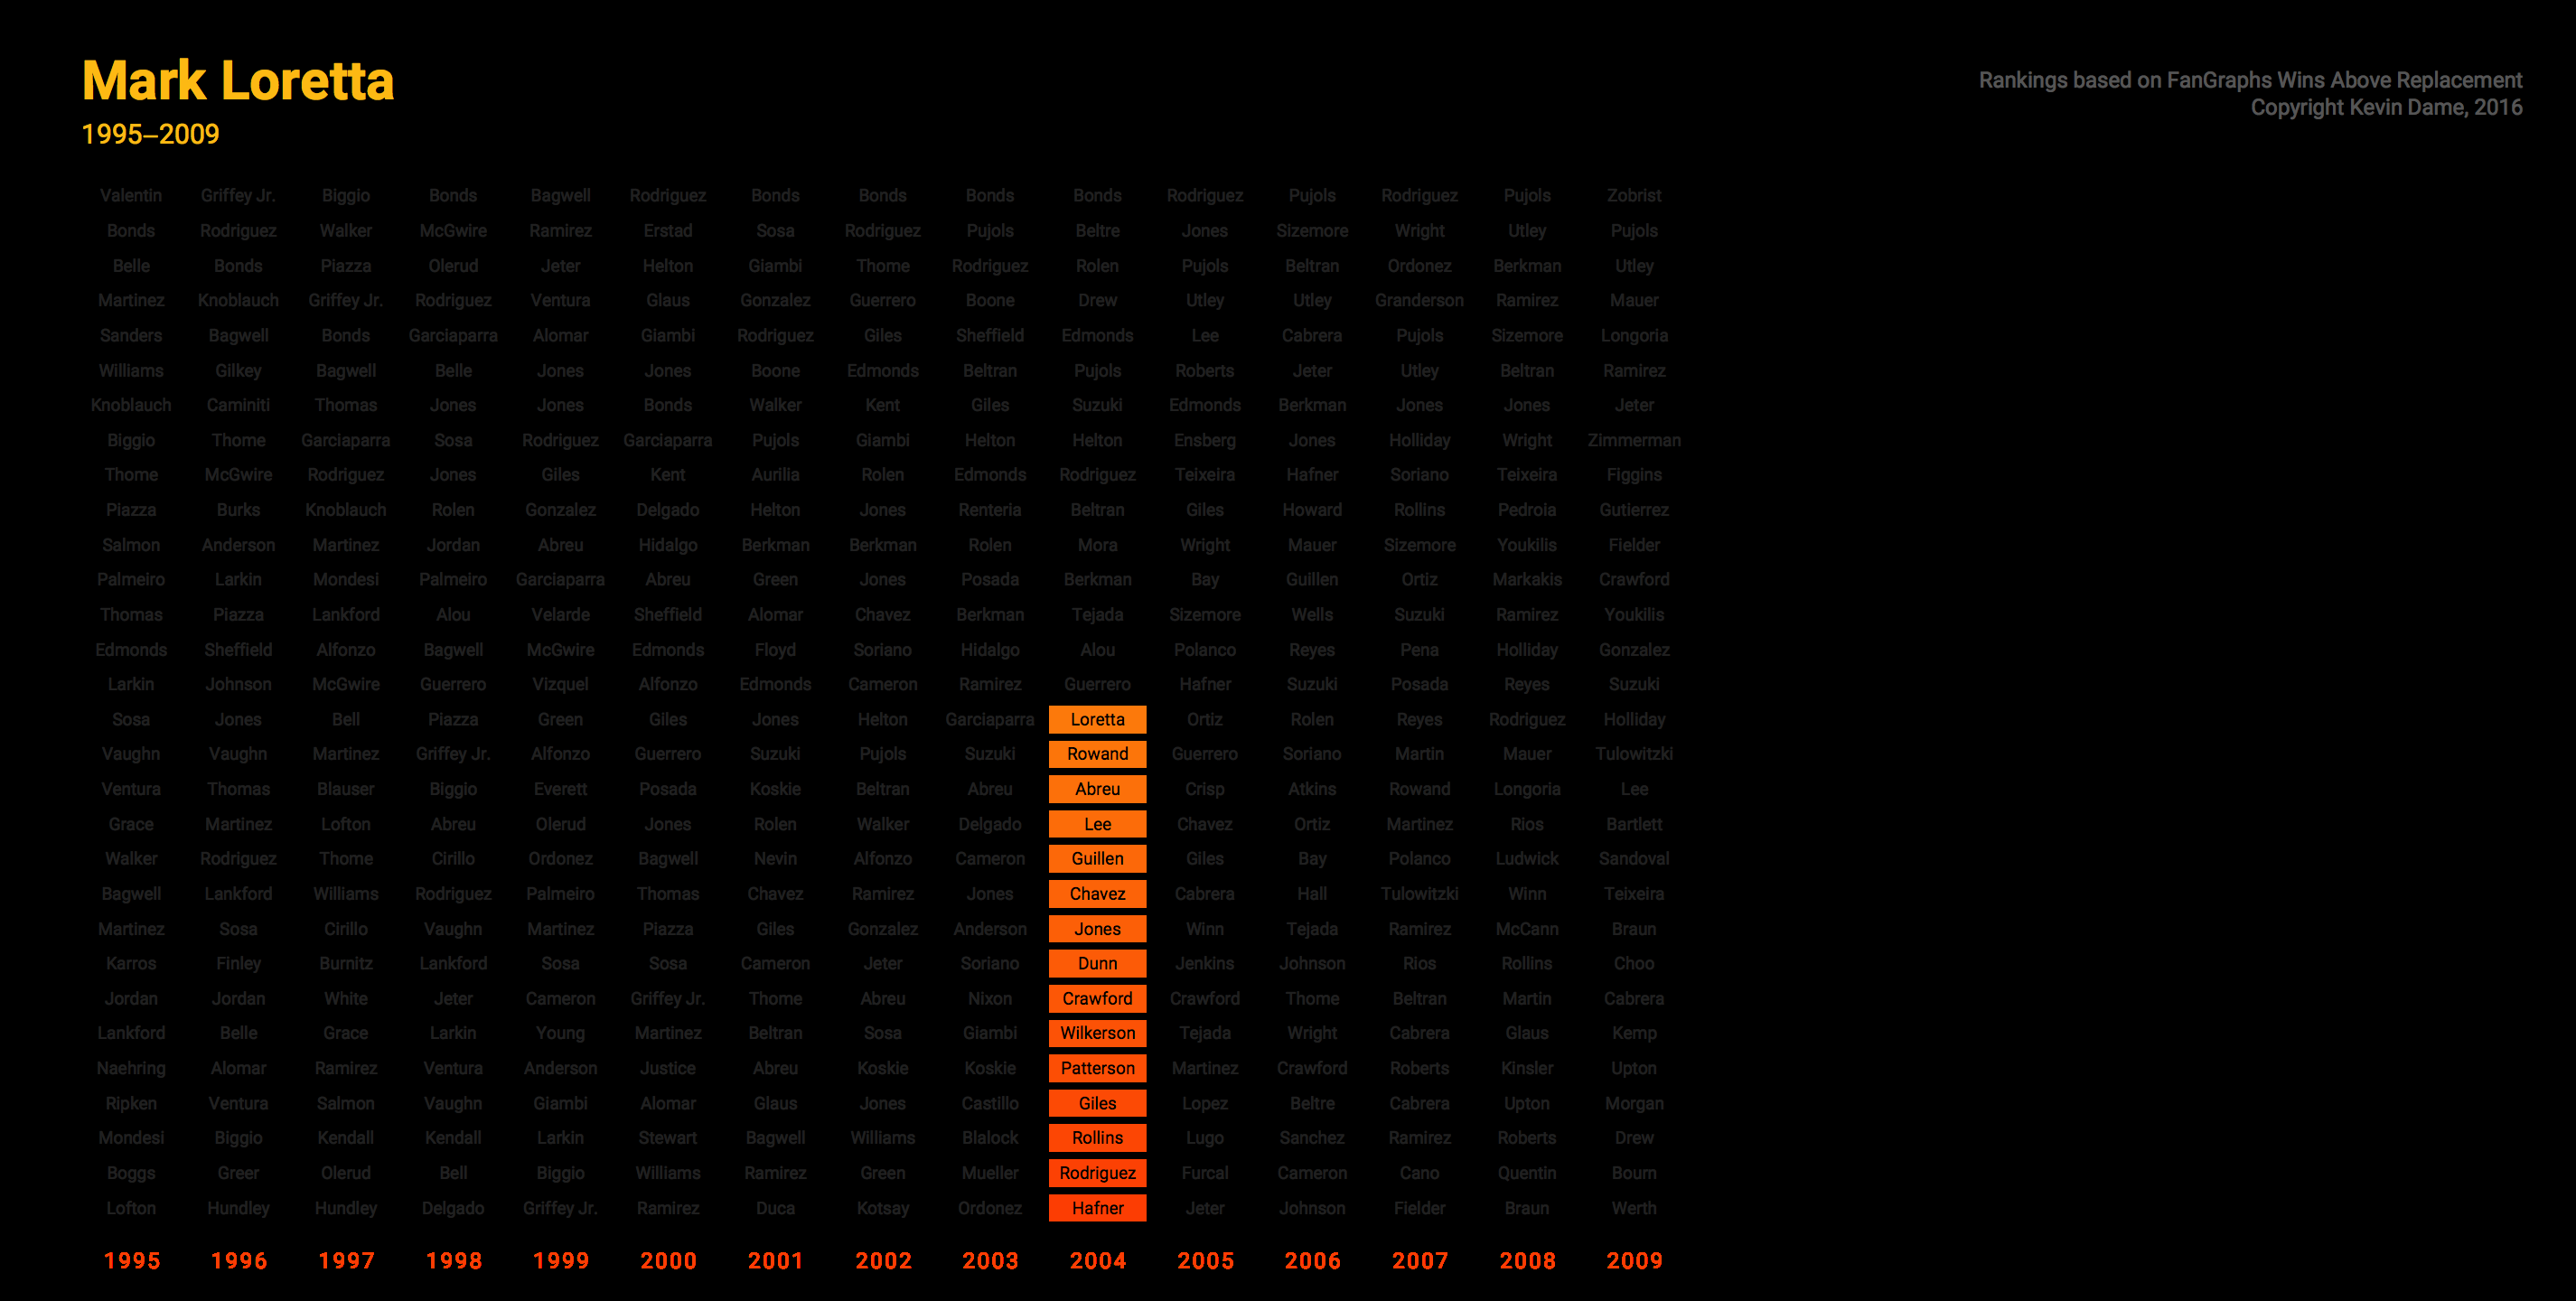 Mark Loretta
1995–2009
Rankings based on FanGraphs Wins Above Replacement
Copyright Kevin Dame, 2016
Valentin Griffey Jr. Biggio Bonds Bagwell Rodriguez Bonds Bonds Bonds Bonds Rodriguez Pujols Rodriguez Pujols Zobrist
Bonds Rodriguez Walker McGwire Ramirez Erstad Sosa Rodriguez Pujols Beltre Jones Sizemore Wright Utley Pujols
Belle Bonds Piazza Olerud Jeter Helton Giambi Thome Rodriguez Rolen Pujols Beltran Ordonez Berkman Utley
Martinez Knoblauch Griffey Jr. Rodriguez Ventura Glaus Gonzalez Guerrero Boone Drew Utley Utley Granderson Ramirez Mauer
Sanders Bagwell Bonds Garciaparra Alomar Giambi Rodriguez Giles Sheffield Edmonds Lee Cabrera Pujols Sizemore Longoria
Williams Gilkey Bagwell Belle Jones Jones Boone Edmonds Beltran Pujols Roberts Jeter Utley Beltran Ramirez
Knoblauch Caminiti Thomas Jones Jones Bonds Walker Kent Giles Suzuki Edmonds Berkman Jones Jones Jeter
Biggio Thome Garciaparra Sosa Rodriguez Garciaparra Pujols Giambi Helton Helton Ensberg Jones Holliday Wright Zimmerman
Thome McGwire Rodriguez Jones Giles Kent Aurilia Rolen Edmonds Rodriguez Teixeira Hafner Soriano Teixeira Figgins
Piazza Burks Knoblauch Rolen Gonzalez Delgado Helton Jones Renteria Beltran Giles Howard Rollins Pedroia Gutierrez
Salmon Anderson Martinez Jordan Abreu Hidalgo Berkman Berkman Rolen Mora Wright Mauer Sizemore Youkilis Fielder
Palmeiro Larkin Mondesi Palmeiro Garciaparra Abreu Green Jones Posada Berkman Bay Guillen Ortiz Markakis Crawford
Thomas Piazza Lankford Alou Velarde Sheffield Alomar Chavez Berkman Tejada Sizemore Wells Suzuki Ramirez Youkilis
Edmonds Sheffield Alfonzo Bagwell McGwire Edmonds Floyd Soriano Hidalgo Alou Polanco Reyes Pena Holliday Gonzalez
Larkin Johnson McGwire Guerrero Vizquel Alfonzo Edmonds Cameron Ramirez Guerrero Hafner Suzuki Posada Reyes Suzuki
Sosa Jones Bell Piazza Green Giles Jones Helton Garciaparra Loretta Ortiz Rolen Reyes Rodriguez Holliday
Vaughn Vaughn Martinez Griffey Jr. Alfonzo Guerrero Suzuki Pujols Suzuki Rowand Guerrero Soriano Martin Mauer Tulowitzki
Ventura Thomas Blauser Biggio Everett Posada Koskie Beltran Abreu Abreu Crisp Atkins Rowand Longoria Lee
Grace Martinez Lofton Abreu Olerud Jones Rolen Walker Delgado Lee Chavez Ortiz Martinez Rios Bartlett
Walker Rodriguez Thome Cirillo Ordonez Bagwell Nevin Alfonzo Cameron Guillen Giles Bay Polanco Ludwick Sandoval
Bagwell Lankford Williams Rodriguez Palmeiro Thomas Chavez Ramirez Jones Chavez Cabrera Hall Tulowitzki Winn Teixeira
Martinez Sosa Cirillo Vaughn Martinez Piazza Giles Gonzalez Anderson Jones Winn Tejada Ramirez McCann Braun
Karros Finley Burnitz Lankford Sosa Sosa Cameron Jeter Soriano Dunn Jenkins Johnson Rios Rollins Choo
Jordan Jordan White Jeter Cameron Griffey Jr. Thome Abreu Nixon Crawford Crawford Thome Beltran Martin Cabrera
Lankford Belle Grace Larkin Young Martinez Beltran Sosa Giambi Wilkerson Tejada Wright Cabrera Glaus Kemp
Naehring Alomar Ramirez Ventura Anderson Justice Abreu Koskie Koskie Patterson Martinez Crawford Roberts Kinsler Upton
Ripken Ventura Salmon Vaughn Giambi Alomar Glaus Jones Castillo Giles Lopez Beltre Cabrera Upton Morgan
Mondesi Biggio Kendall Kendall Larkin Stewart Bagwell Williams Blalock Rollins Lugo Sanchez Ramirez Roberts Drew
Boggs Greer Olerud Bell Biggio Williams Ramirez Green Mueller Rodriguez Furcal Cameron Cano Quentin Bourn
Lofton Hundley Hundley Delgado Griffey Jr. Ramirez Duca Kotsay Ordonez Hafner Jeter Johnson Fielder Braun Werth
1995 1996 1997 1998 1999 2000 2001 2002 2003 2004 2005 2006 2007 2008 2009